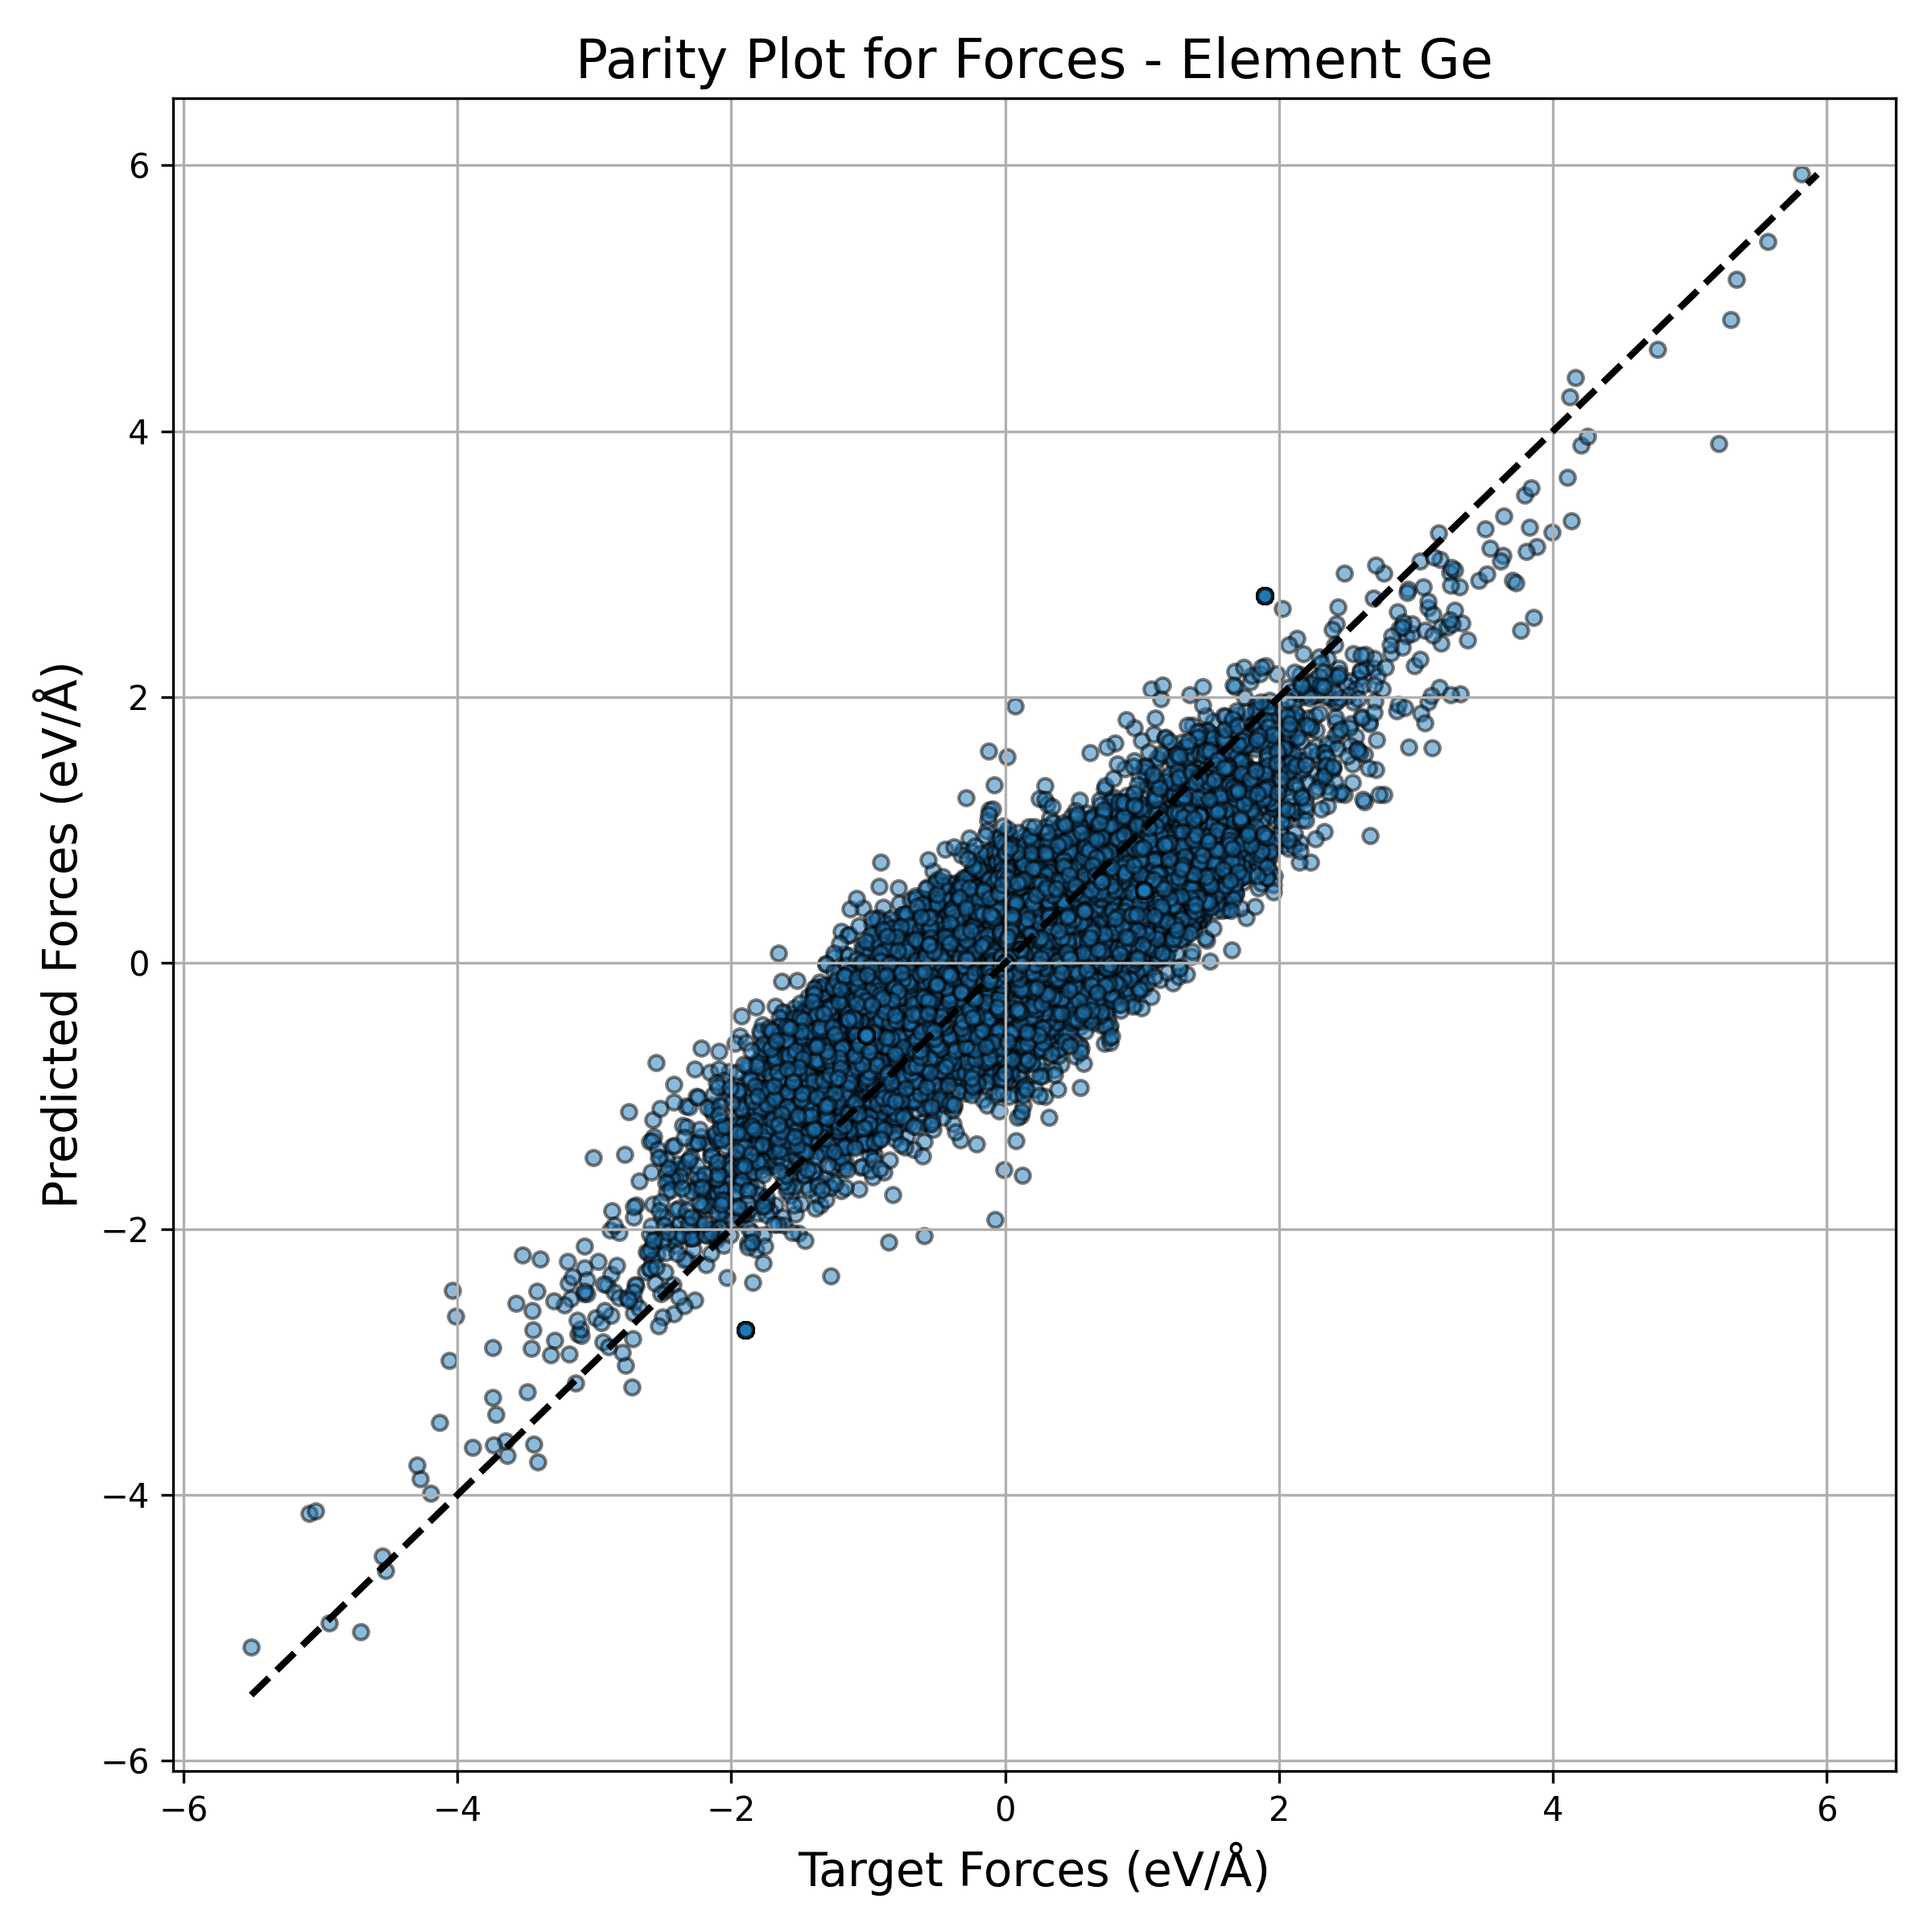 Parity Plot for Forces - Element Ge
6
4
2
0
−2
−4
−6
Predicted Forces (eV/Å)
−6 −4 −2 0 2 4 6
Target Forces (eV/Å)